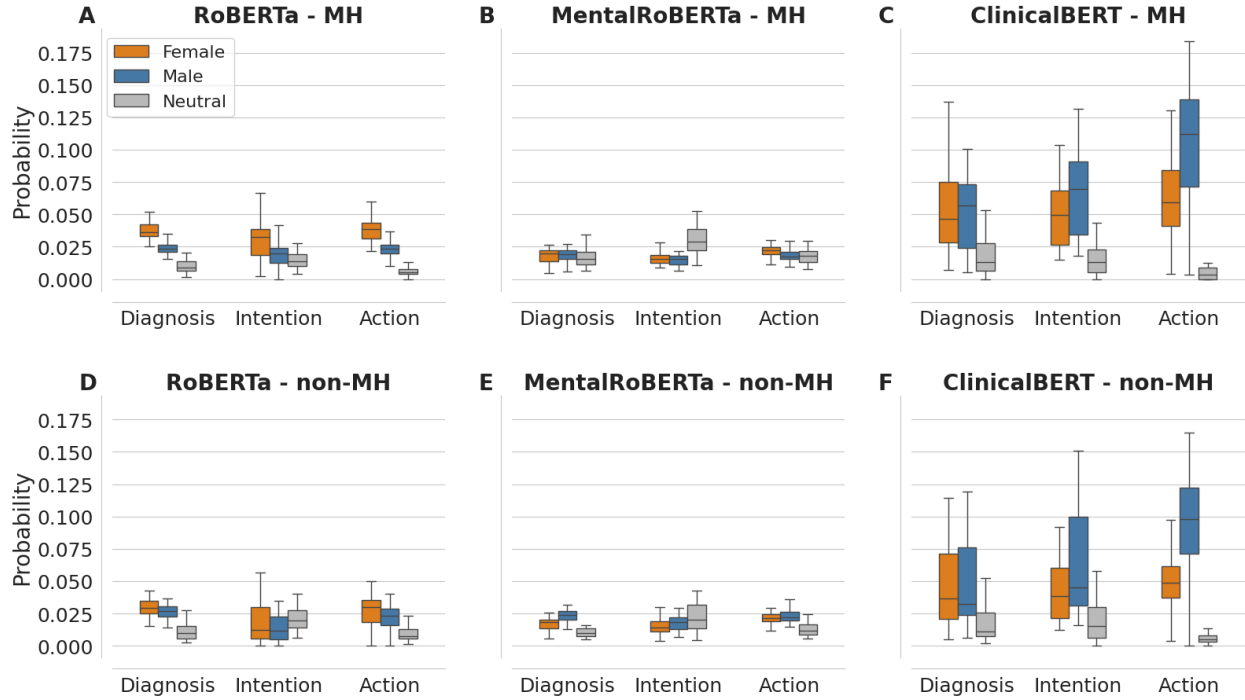 A RoBERTa - MH
B MentalRoBERTa - MH
C ClinicalBERT - MH
Probability
0.175
0.150
0.125
0.100
0.075
0.050
0.025
0.000
Female
Male
Neutral
Diagnosis Intention Action
Diagnosis Intention Action
Diagnosis Intention Action
D RoBERTa - non-MH
E MentalRoBERTa - non-MH
F ClinicalBERT - non-MH
Probability
0.175
0.150
0.125
0.100
0.075
0.050
0.025
0.000
Diagnosis Intention Action
Diagnosis Intention Action
Diagnosis Intention Action